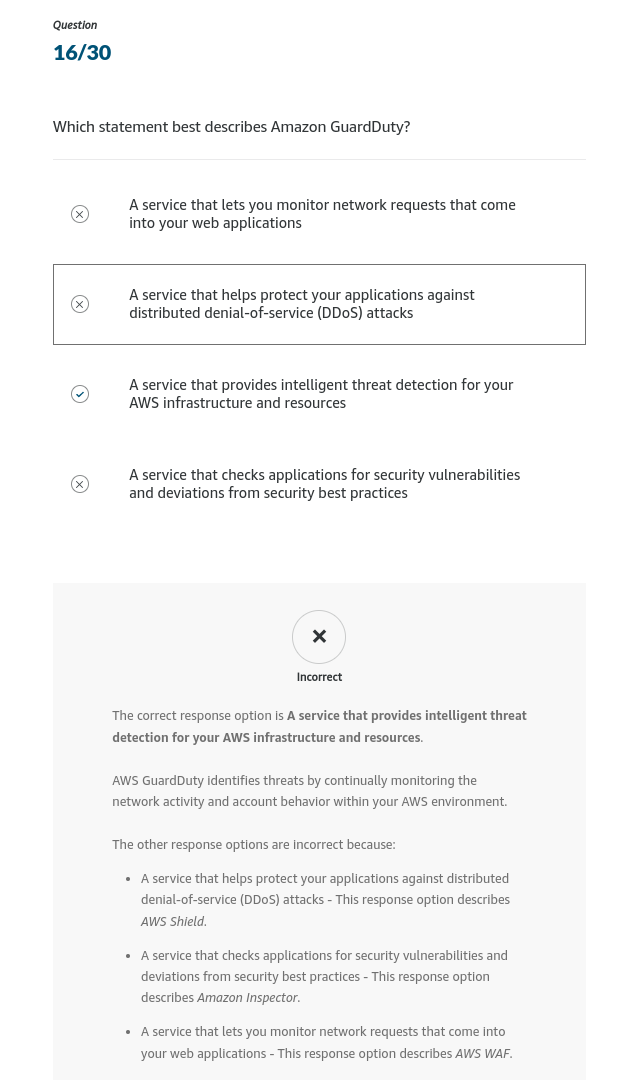 Question
16/30
Which statement best describes Amazon GuardDuty?
A service that lets you monitor network requests that come
into your web applications
A service that helps protect your applications against
distributed denial-of-service (DDoS) attacks
A service that provides intelligent threat detection for your
AWS infrastructure and resources
A service that checks applications for security vulnerabilities
and deviations from security best practices
Incorrect
The correct response option is A service that provides intelligent threat
detection for your AWS infrastructure and resources.
AWS GuardDuty identifies threats by continually monitoring the
network activity and account behavior within your AWS environment.
The other response options are incorrect because:
• A service that helps protect your applications against distributed
denial-of-service (DDoS) attacks - This response option describes
AWS Shield.
• A service that checks applications for security vulnerabilities and
deviations from security best practices - This response option
describes Amazon Inspector.
• A service that lets you monitor network requests that come into
your web applications - This response option describes AWS WAF.